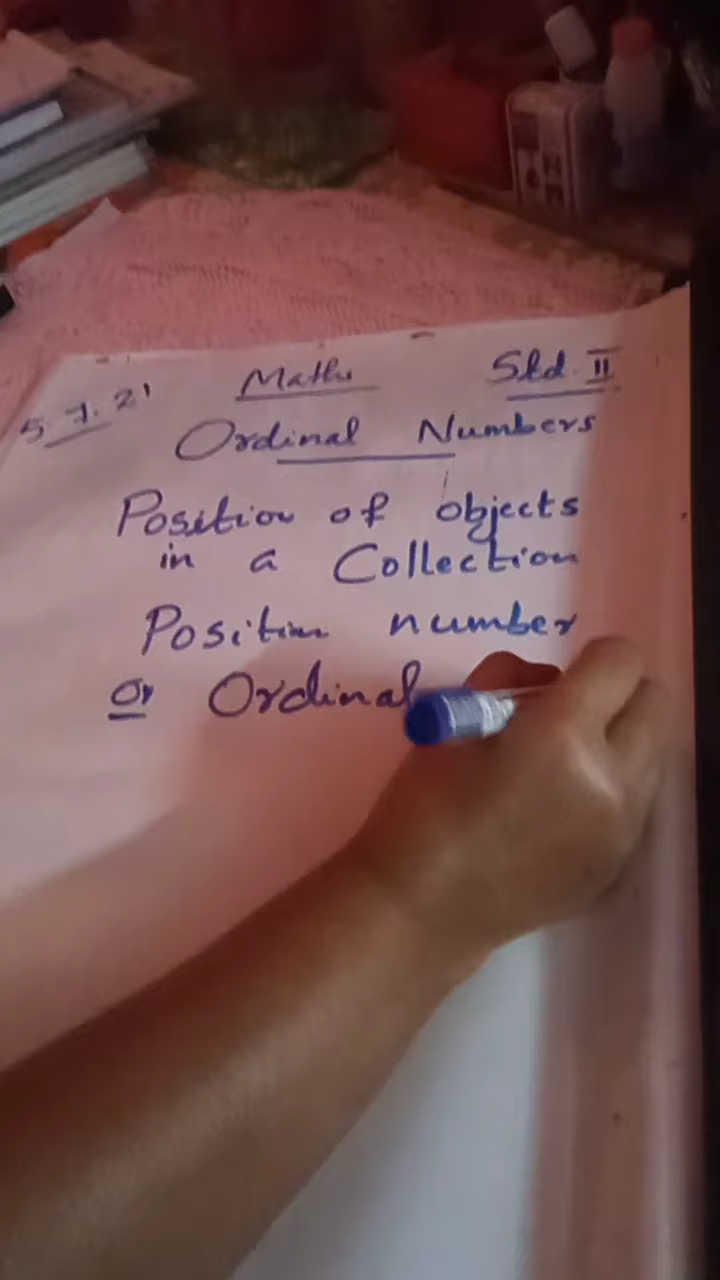 5.7.21 Maths Std. II
Ordinal Numbers
Position of objects
in a Collection
Position number
or Ordinal